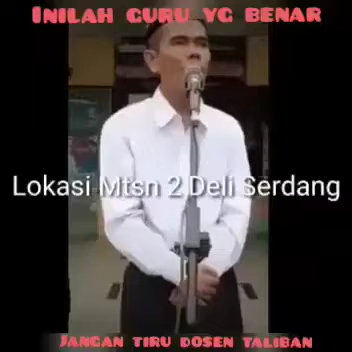 INILAH GURU YG BENAR
Lokasi Mtsn 2 Deli Serdang
JANGAN TIRU DOSEN TALIBAN